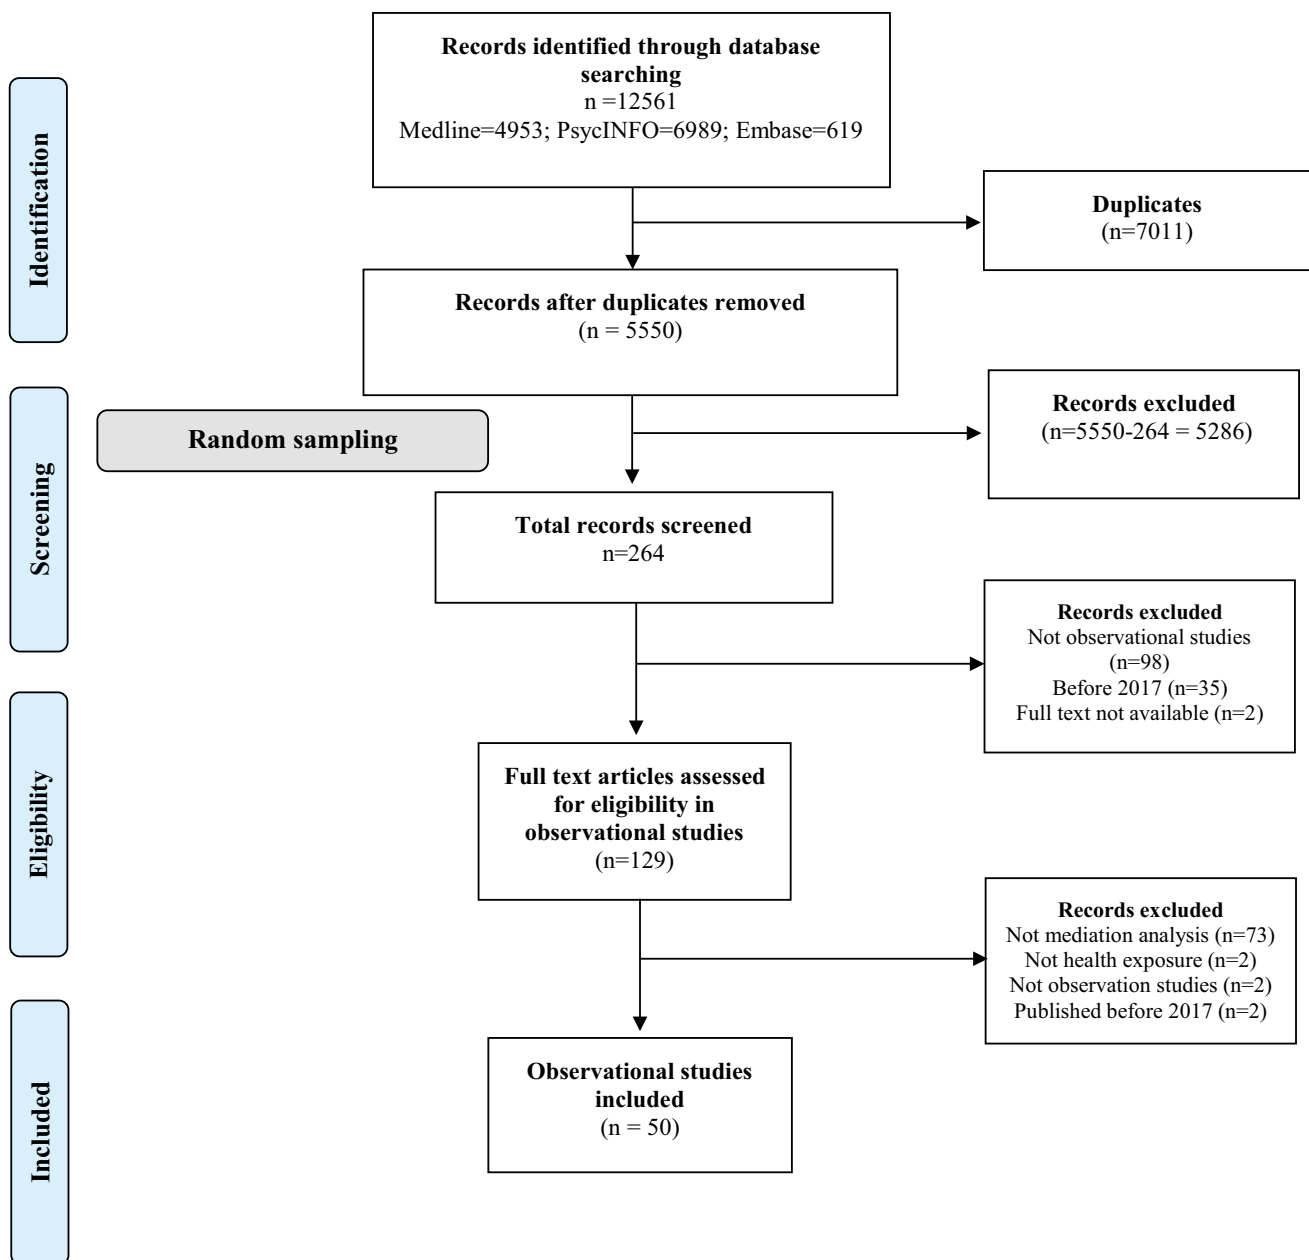 Identification
Records identified through database
searching
n =12561
Medline=4953; PsycINFO=6989; Embase=619
Duplicates
(n=7011)
Records after duplicates removed
(n = 5550)
Screening
Random sampling
Records excluded
(n=5550-264 = 5286)
Total records screened
n=264
Records excluded
Not observational studies
(n=98)
Before 2017 (n=35)
Full text not available (n=2)
Eligibility
Full text articles assessed
for eligibility in
observational studies
(n=129)
Records excluded
Not mediation analysis (n=73)
Not health exposure (n=2)
Not observation studies (n=2)
Published before 2017 (n=2)
Included
Observational studies
included
(n = 50)